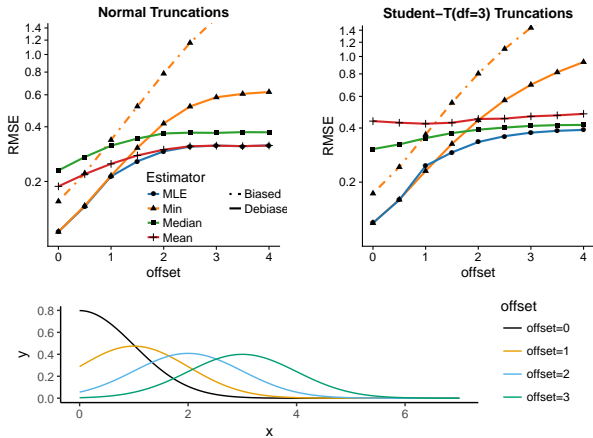 Normal Truncations
1.4
1.2
1.0
0.8
0.6
0.4
0.2
RMSE
Estimator
MLE
Min
Median
Mean
Biased
Debiase
0 1 2 3 4
offset
Student−T(df=3) Truncations
1.4
1.2
1.0
0.8
0.6
0.4
0.2
RMSE
0 1 2 3 4
offset
0.8
0.6
0.4
0.2
0.0
y
0 2 4 6
x
offset
offset=0
offset=1
offset=2
offset=3